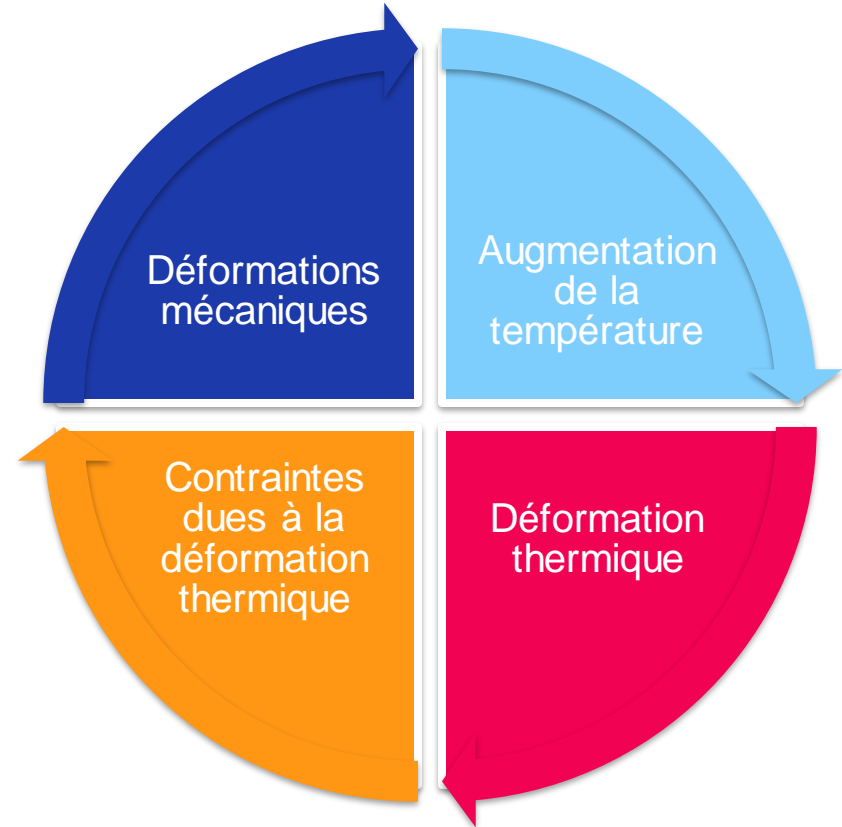 Déformations
mécaniques
Augmentation
de la
température
Contraintes
dues à la
déformation
thermique
Déformation
thermique